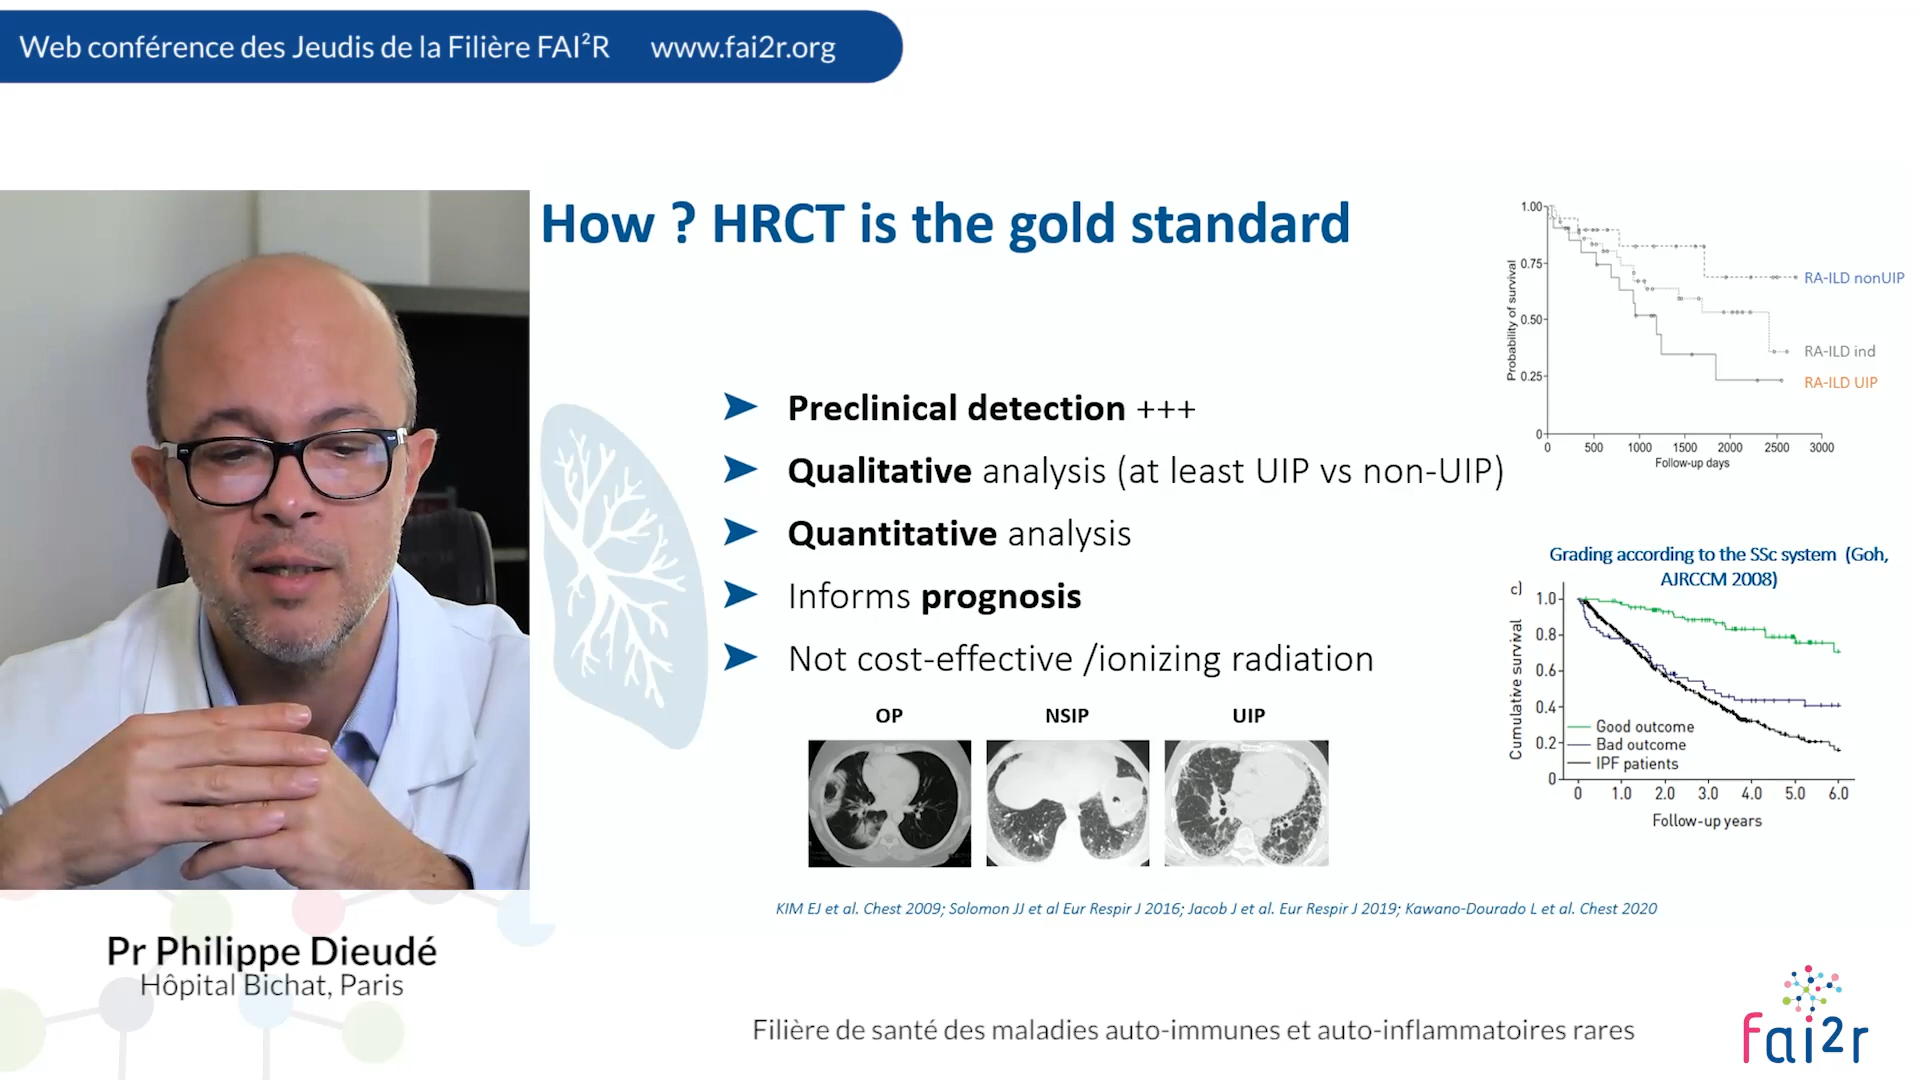 Web conférence des Jeudis de la Filière FAI²R www.fai2r.org
How ? HRCT is the gold standard
Preclinical detection +++
Qualitative analysis (at least UIP vs non-UIP)
Quantitative analysis
Informs prognosis
Not cost-effective /ionizing radiation
OP NSIP UIP
KIM EJ et al. Chest 2009; Solomon JJ et al Eur Respir J 2016; Jacob J et al. Eur Respir J 2019; Kawano-Dourado L et al. Chest 2020
Probability of survival
1.00
0.75
0.50
0.25
0
0 500 1000 1500 2000 2500 3000
Follow-up days
RA-ILD nonUIP
RA-ILD ind
RA-ILD UIP
Grading according to the SSc system (Goh,
AJRCCM 2008)
c)
Cumulative survival
1.0
0.8
0.6
0.4
0.2
0
Good outcome
Bad outcome
IPF patients
0 1.0 2.0 3.0 4.0 5.0 6.0
Follow-up years
Pr Philippe Dieudé
Hôpital Bichat, Paris
Filière de santé des maladies auto-immunes et auto-inflammatoires rares
fai2r